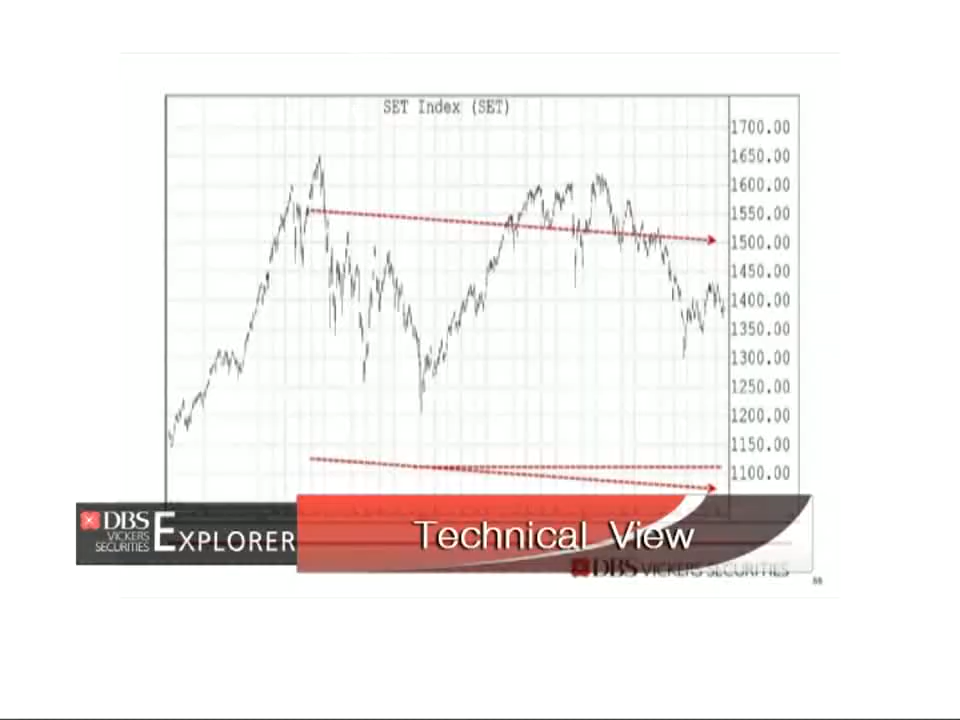 SET Index (SET)
1700.00
1650.00
1600.00
1550.00
1500.00
1450.00
1400.00
1350.00
1300.00
1250.00
1200.00
1150.00
1100.00
DBS
VICKERS
SECURITIES
EXPLORER
Technical View
DBS VICKERS SECURITIES